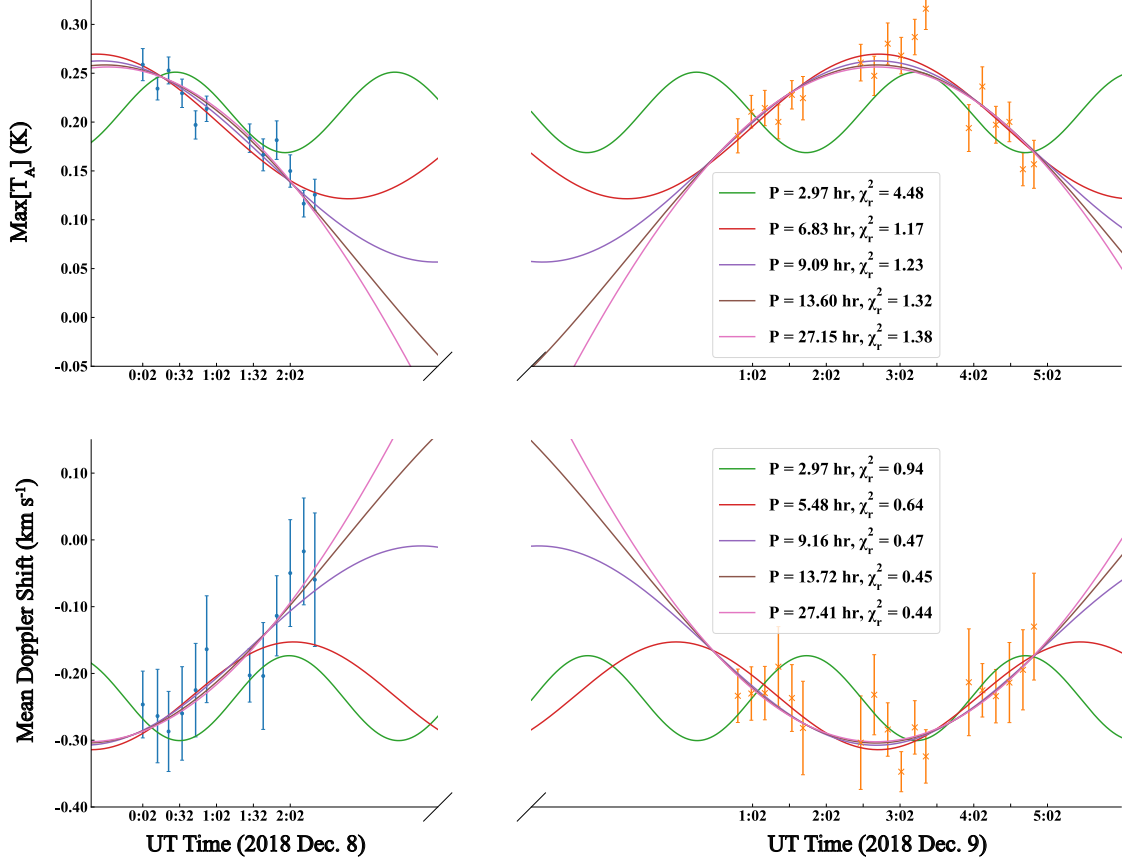 Max[T_A] (K)
0.30
0.25
0.20
0.15
0.10
0.05
0.00
-0.05
0:02 0:32 1:02 1:32 2:02
P = 2.97 hr, χ_r^2 = 4.48
P = 6.83 hr, χ_r^2 = 1.17
P = 9.09 hr, χ_r^2 = 1.23
P = 13.60 hr, χ_r^2 = 1.32
P = 27.15 hr, χ_r^2 = 1.38
1:02 2:02 3:02 4:02 5:02
Mean Doppler Shift (km s⁻¹)
0.10
0.00
-0.10
-0.20
-0.30
-0.40
0:02 0:32 1:02 1:32 2:02
UT Time (2018 Dec. 8)
P = 2.97 hr, χ_r^2 = 0.94
P = 5.48 hr, χ_r^2 = 0.64
P = 9.16 hr, χ_r^2 = 0.47
P = 13.72 hr, χ_r^2 = 0.45
P = 27.41 hr, χ_r^2 = 0.44
1:02 2:02 3:02 4:02 5:02
UT Time (2018 Dec. 9)